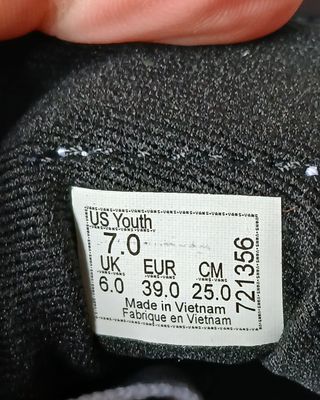 US Youth
7.0
UK EUR CM
6.0 39.0 25.0
Made in Vietnam
Fabrique en Vietnam
721356